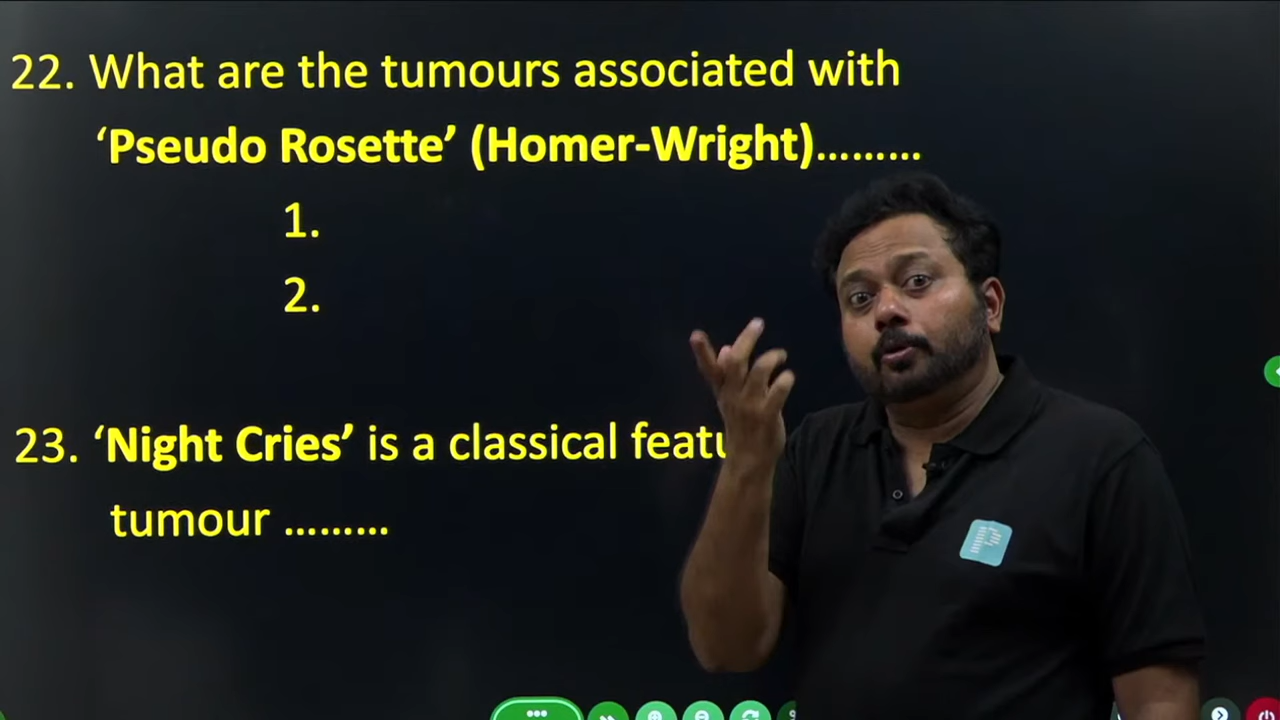 22. What are the tumours associated with
‘Pseudo Rosette’ (Homer-Wright)………
1.
2.
23. ‘Night Cries’ is a classical
tumour ………